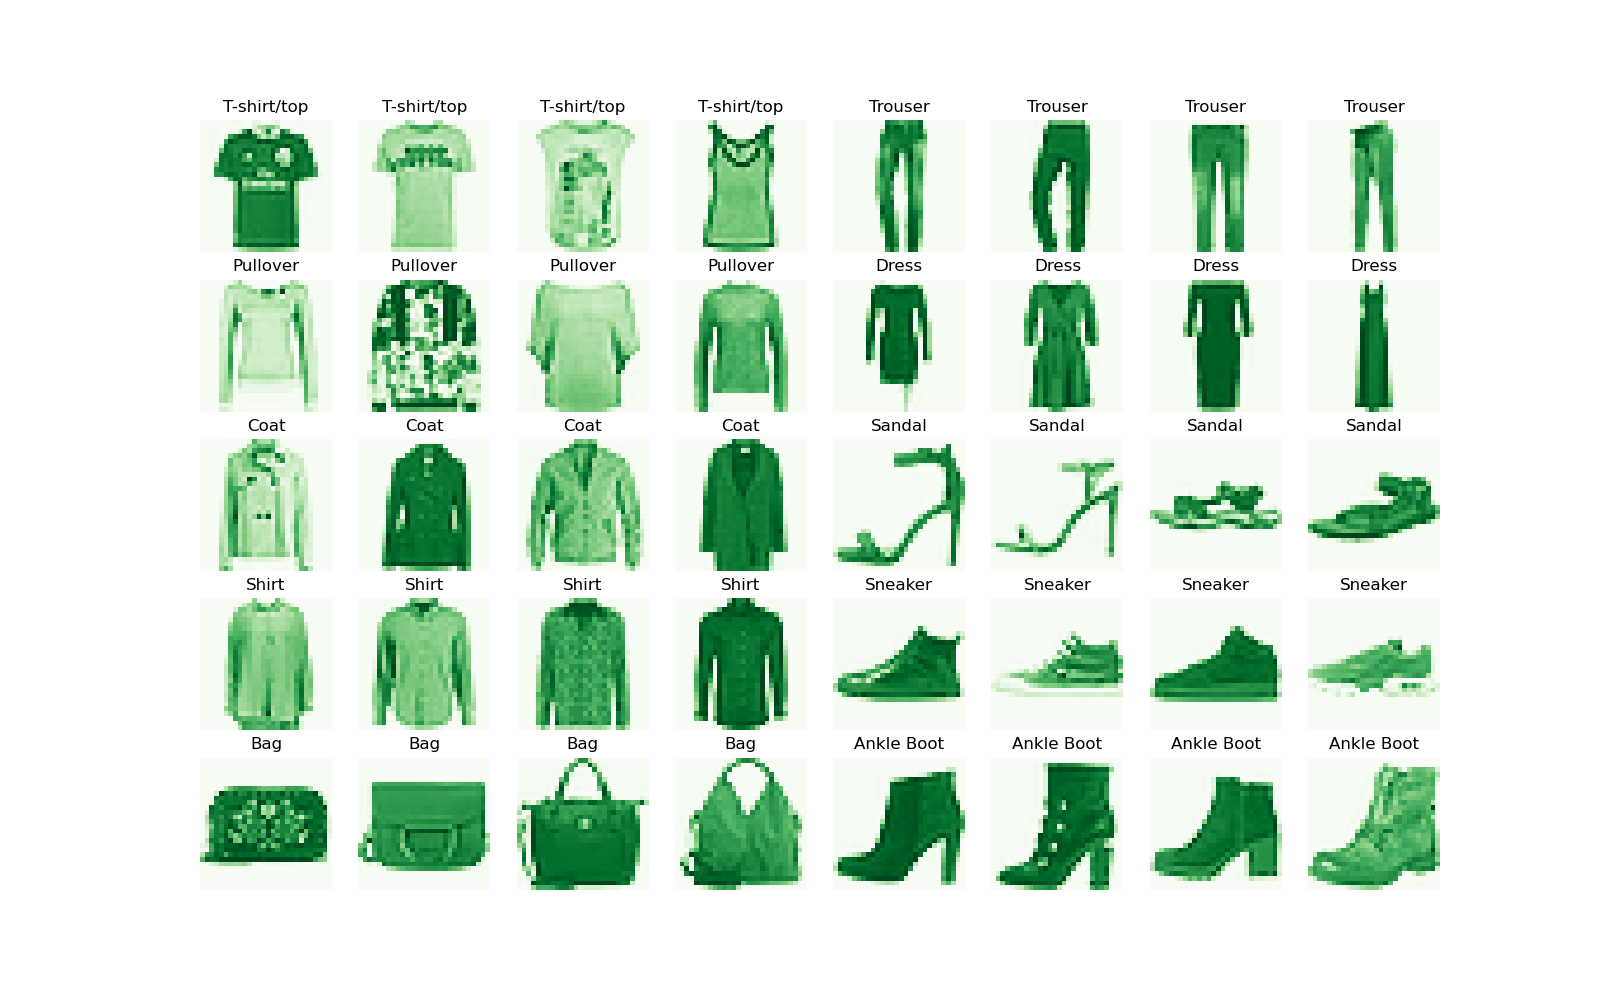 T-shirt/top T-shirt/top T-shirt/top T-shirt/top Trouser Trouser Trouser Trouser
Pullover Pullover Pullover Pullover Dress Dress Dress Dress
Coat Coat Coat Coat Sandal Sandal Sandal Sandal
Shirt Shirt Shirt Shirt Sneaker Sneaker Sneaker Sneaker
Bag Bag Bag Bag Ankle Boot Ankle Boot Ankle Boot Ankle Boot